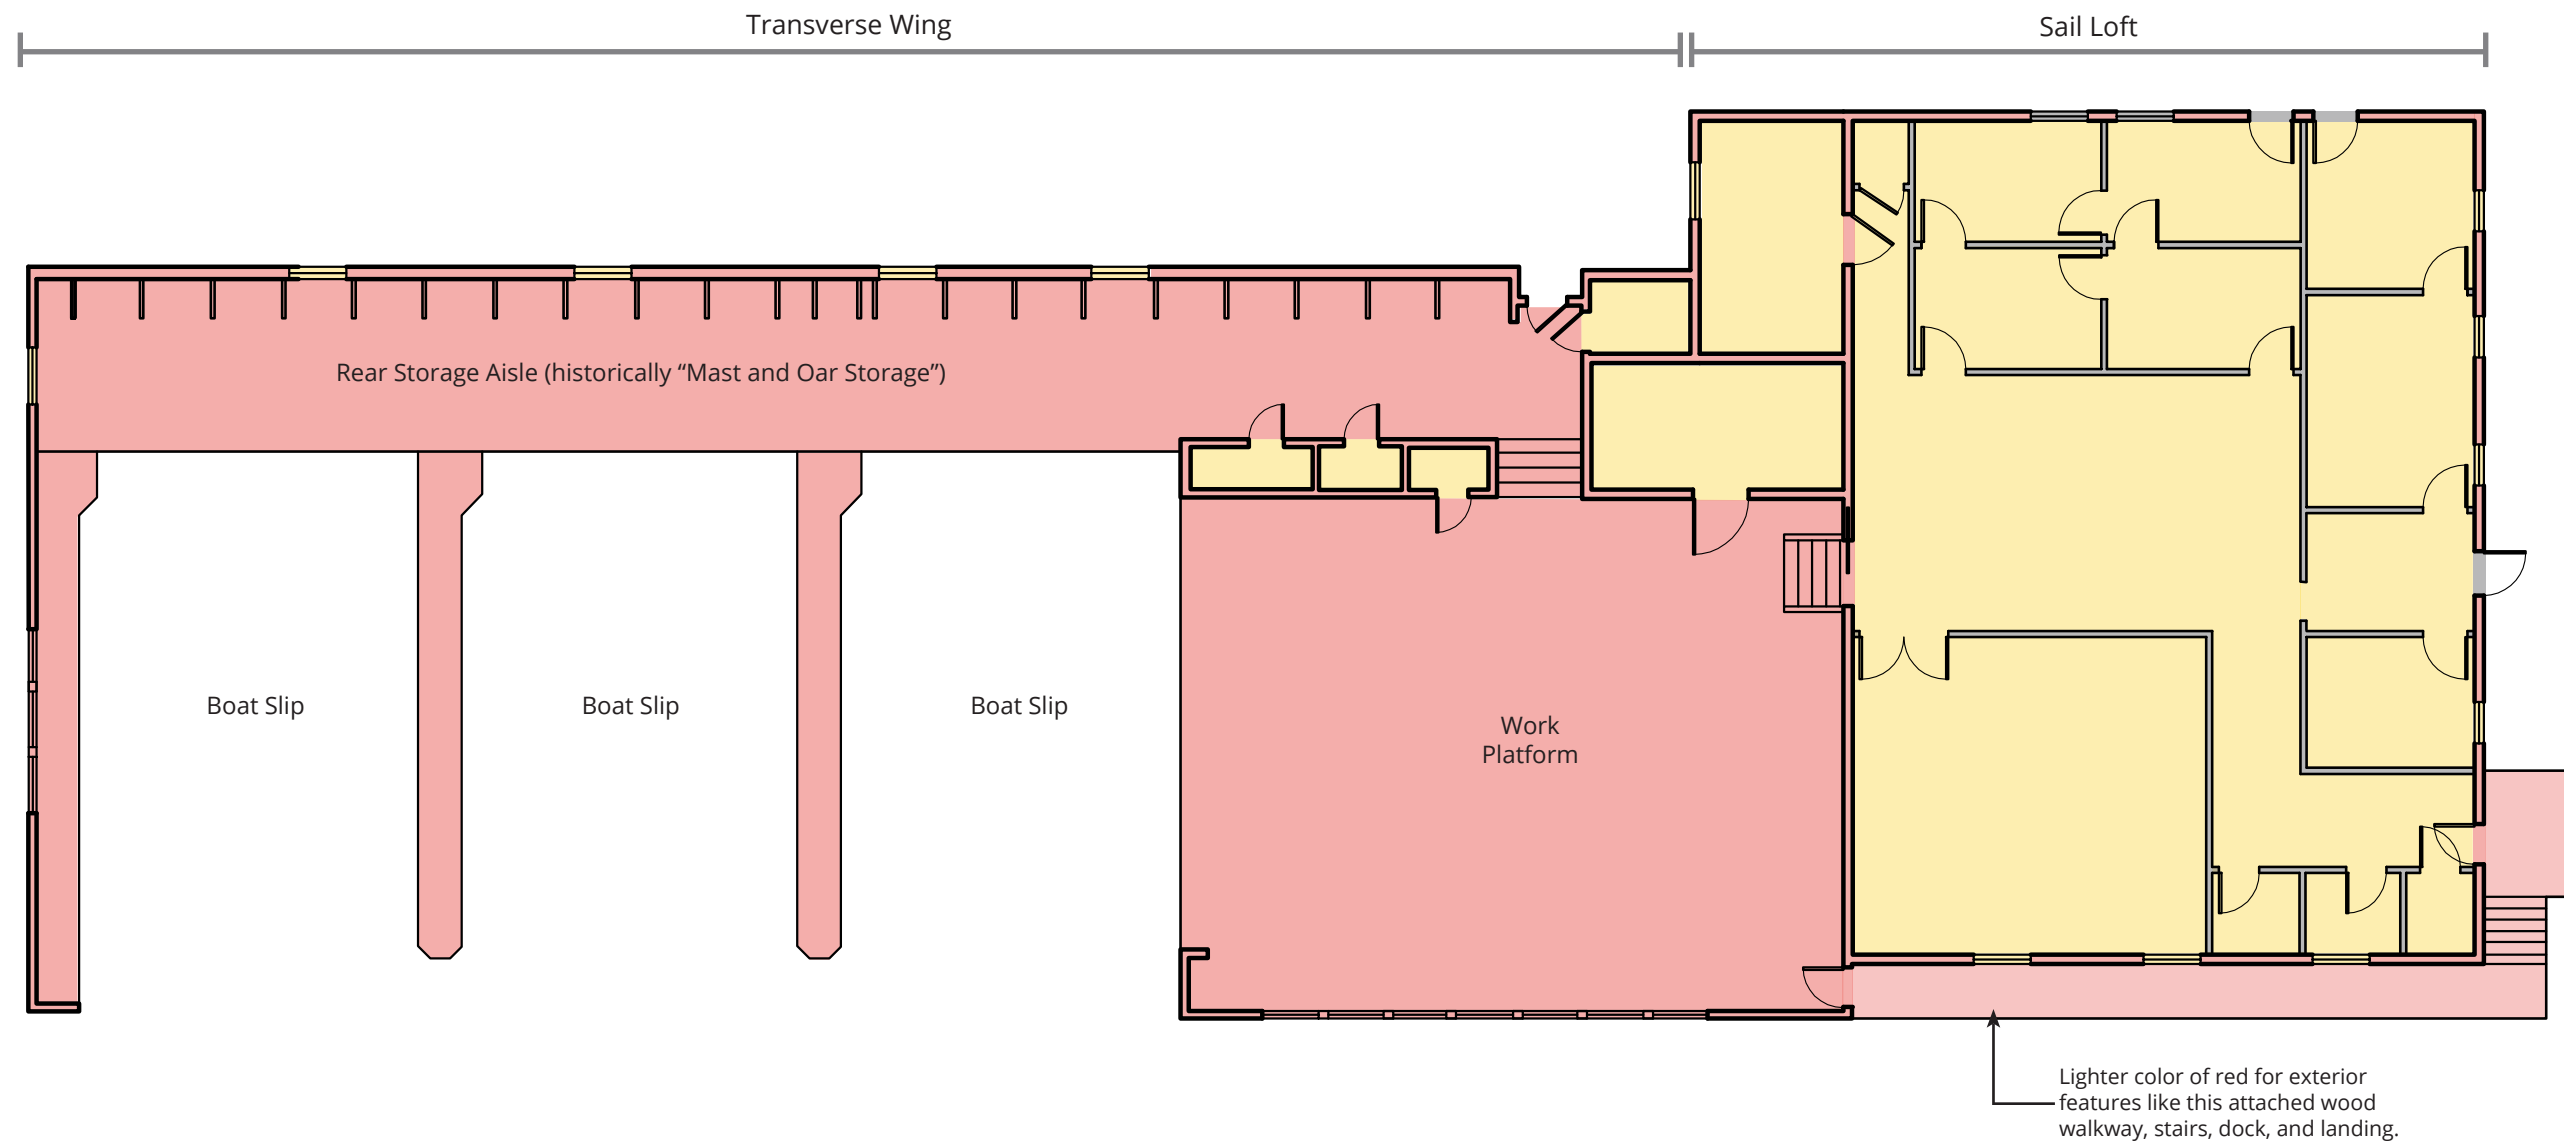 Transverse Wing
Sail Loft
Rear Storage Aisle (historically “Mast and Oar Storage”)
Boat Slip
Boat Slip
Boat Slip
Work
Platform
Lighter color of red for exterior
features like this attached wood
walkway, stairs, dock, and landing.